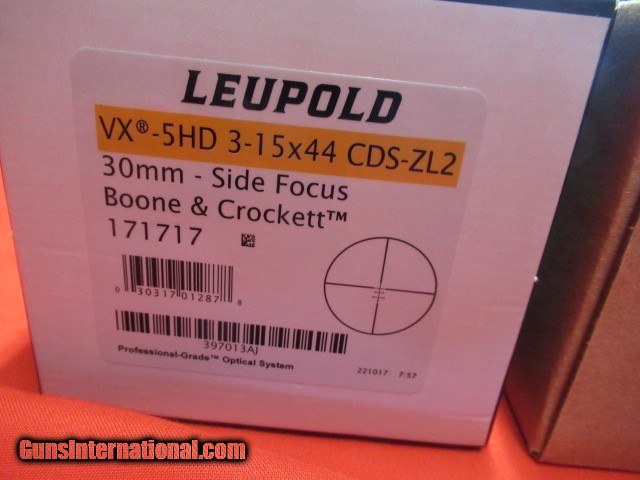 LEUPOLD
VX®-5HD 3-15x44 CDS-ZL2
30mm - Side Focus
Boone & Crockett™
171717
0 30317 01287 8
397013AJ
Professional-Grade™ Optical System
221017 7:57
GunsInternational.com